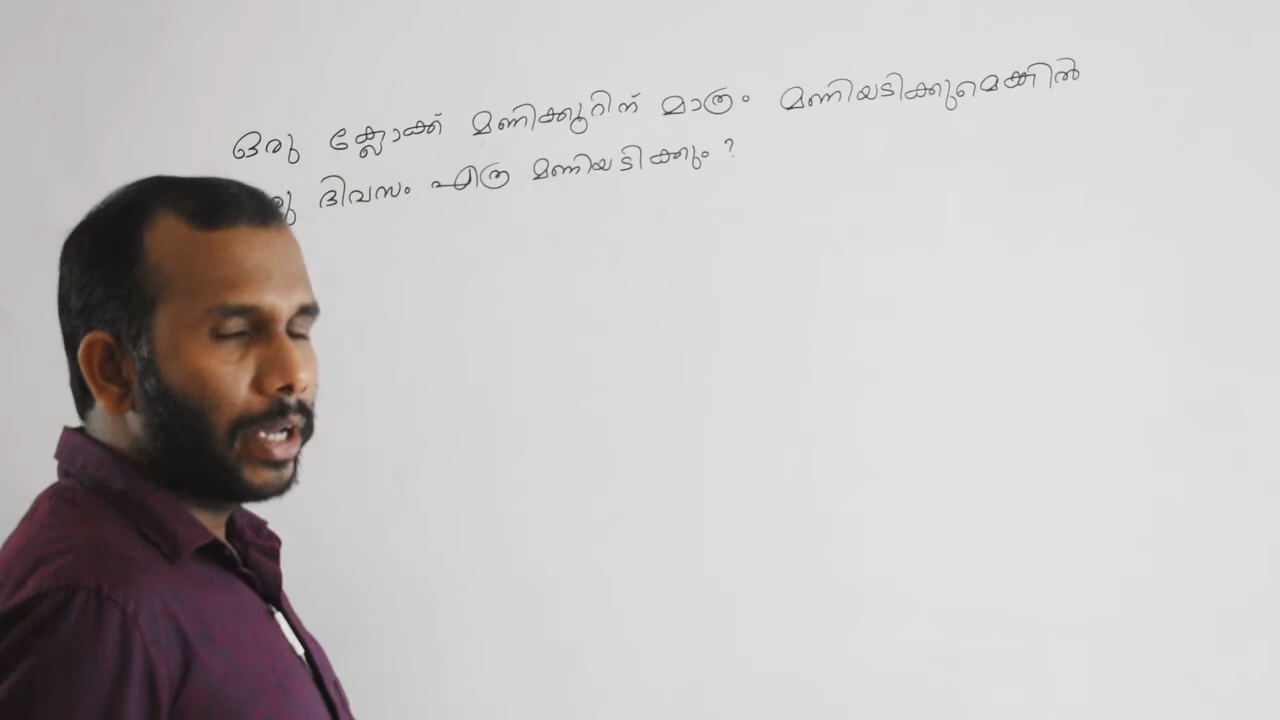 ഒരു ക്ലോക്ക് മണിക്കൂറിന് മാത്രം മണിയടിക്കുമെങ്കിൽ
ദിവസം എത്ര മണിയടിക്കും ?